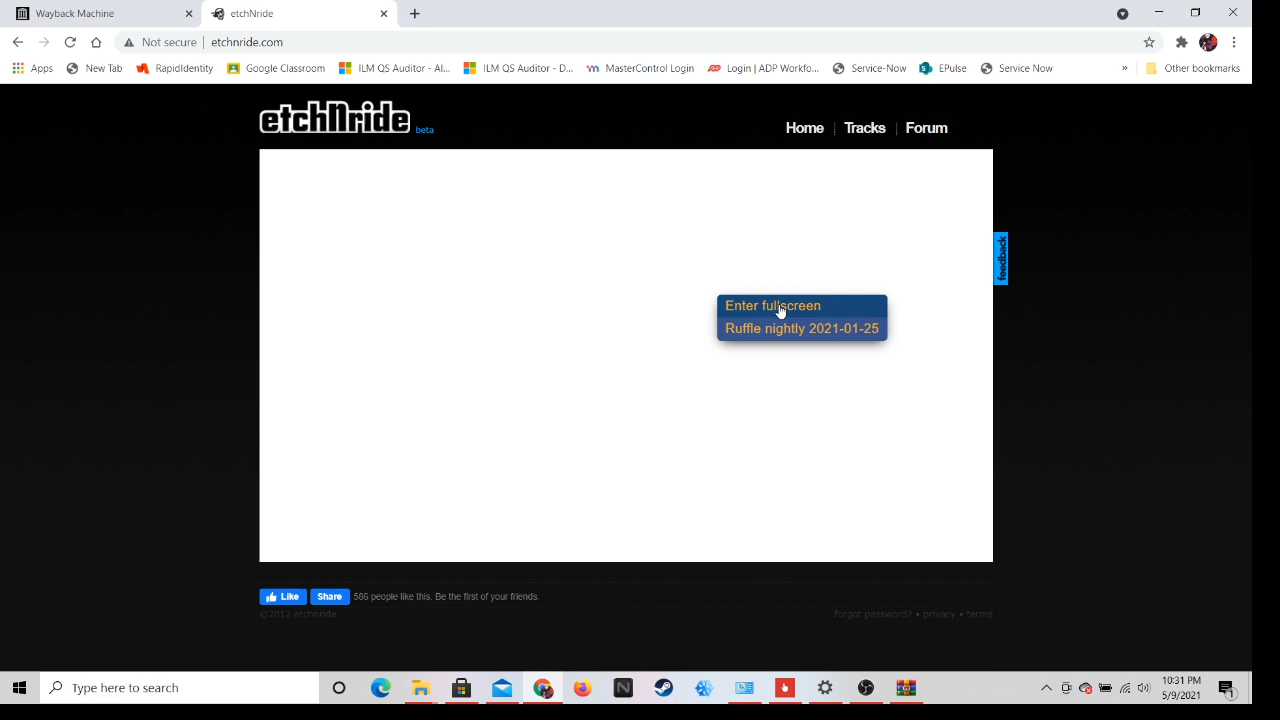 Wayback Machine
etchNride
Not secure
etchnride.com
Apps
New Tab
RapidIdentity
Google Classroom
ILM QS Auditor - Al...
ILM QS Auditor - D...
MasterControl Login
Login | ADP Workfo...
Service-Now
EPulse
Service Now
»
Other bookmarks
etchNride beta
Home
Tracks
Forum
feedback
Enter fullscreen
Ruffle nightly 2021-01-25
Like
Share
586 people like this. Be the first of your friends.
©2012 etchnride
forgot password? • privacy • terms
Type here to search
10:31 PM
5/9/2021
1